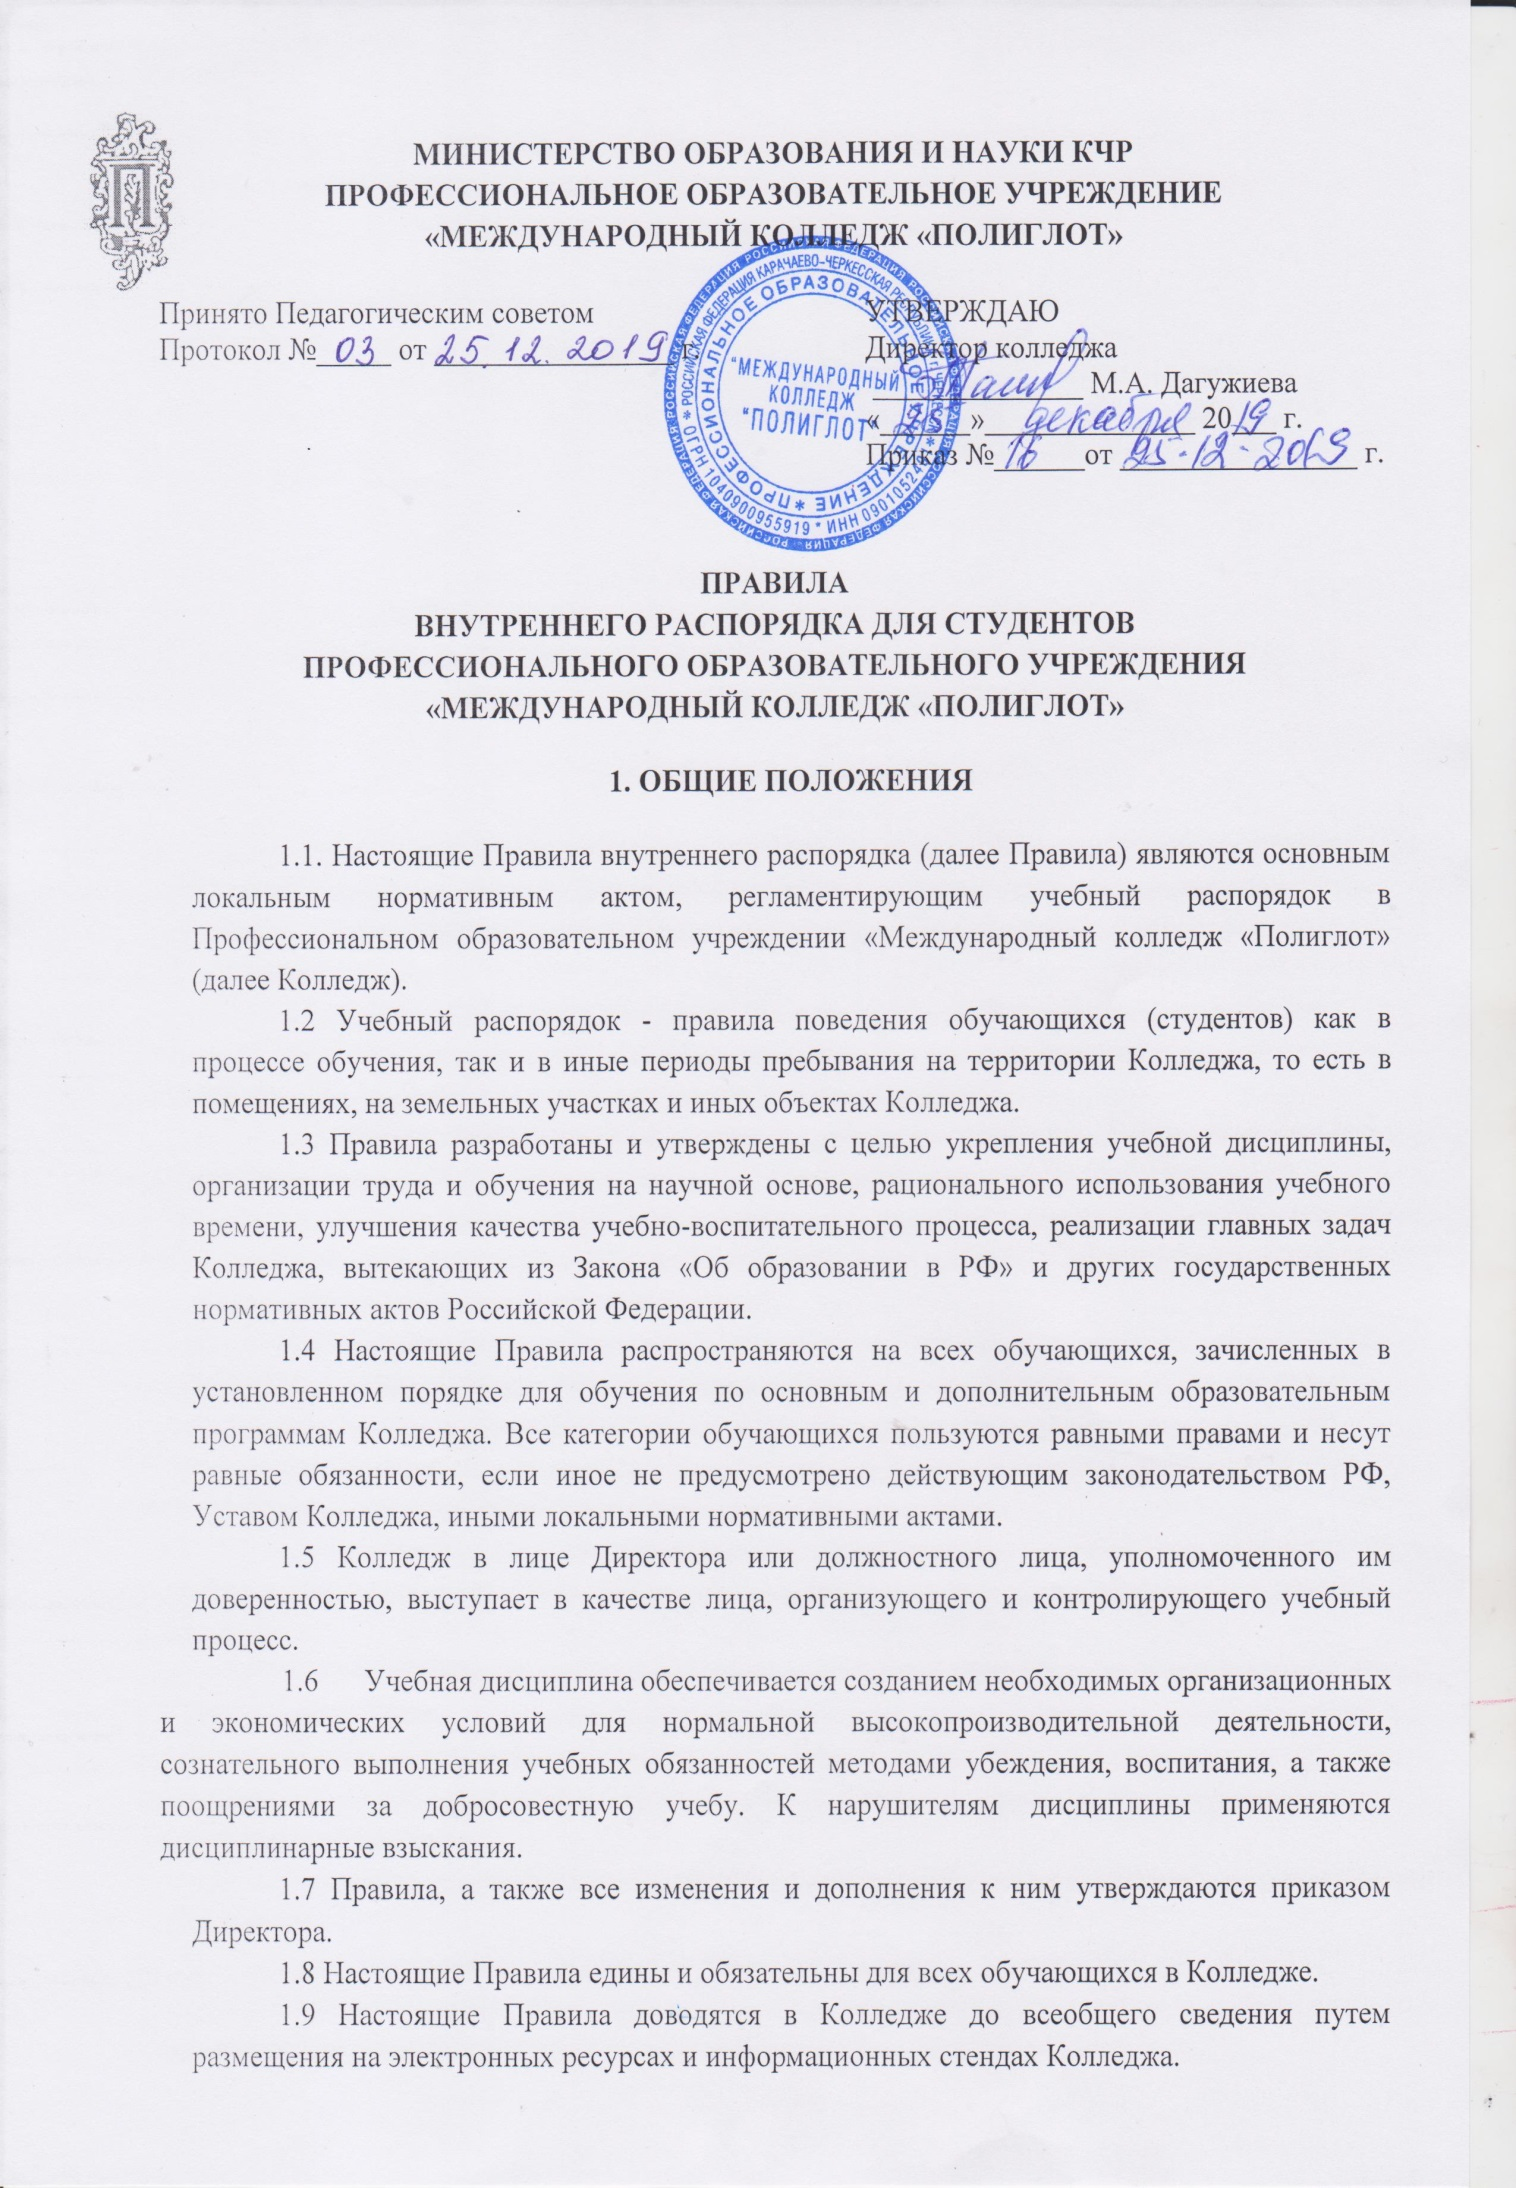 МИНИСТЕРСТВО ОБРАЗОВАНИЯ И НАУКИ КЧР
ПРОФЕССИОНАЛЬНОЕ ОБРАЗОВАТЕЛЬНОЕ УЧРЕЖДЕНИЕ
«МЕЖДУНАРОДНЫЙ КОЛЛЕДЖ «ПОЛИГЛОТ»
П
Принято Педагогическим советом
Протокол № 03 от 25.12.2019 г.
УТВЕРЖДАЮ
Директор колледжа
М.А. Дагужиева
«25» декабря 2019 г.
Приказ № 16 от 25.12.2019 г.
ПРОФЕССИОНАЛЬНОЕ ОБРАЗОВАТЕЛЬНОЕ УЧРЕЖДЕНИЕ
РОССИЙСКАЯ ФЕДЕРАЦИЯ КАРАЧАЕВО-ЧЕРКЕССКАЯ
ОГРН 1040900955919 * ИНН
"МЕЖДУНАРОДНЫЙ
КОЛЛЕДЖ
"ПОЛИГЛОТ"
ПРАВИЛА
ВНУТРЕННЕГО РАСПОРЯДКА ДЛЯ СТУДЕНТОВ
ПРОФЕССИОНАЛЬНОГО ОБРАЗОВАТЕЛЬНОГО УЧРЕЖДЕНИЯ
«МЕЖДУНАРОДНЫЙ КОЛЛЕДЖ «ПОЛИГЛОТ»
1. ОБЩИЕ ПОЛОЖЕНИЯ
1.1. Настоящие Правила внутреннего распорядка (далее Правила) являются основным
локальным нормативным актом, регламентирующим учебный распорядок в
Профессиональном образовательном учреждении «Международный колледж «Полиглот»
(далее Колледж).
1.2 Учебный распорядок - правила поведения обучающихся (студентов) как в
процессе обучения, так и в иные периоды пребывания на территории Колледжа, то есть в
помещениях, на земельных участках и иных объектах Колледжа.
1.3 Правила разработаны и утверждены с целью укрепления учебной дисциплины,
организации труда и обучения на научной основе, рационального использования учебного
времени, улучшения качества учебно-воспитательного процесса, реализации главных задач
Колледжа, вытекающих из Закона «Об образовании в РФ» и других государственных
нормативных актов Российской Федерации.
1.4 Настоящие Правила распространяются на всех обучающихся, зачисленных в
установленном порядке для обучения по основным и дополнительным образовательным
программам Колледжа. Все категории обучающихся пользуются равными правами и несут
равные обязанности, если иное не предусмотрено действующим законодательством РФ,
Уставом Колледжа, иными локальными нормативными актами.
1.5 Колледж в лице Директора или должностного лица, уполномоченного им
доверенностью, выступает в качестве лица, организующего и контролирующего учебный
процесс.
1.6 Учебная дисциплина обеспечивается созданием необходимых организационных
и экономических условий для нормальной высокопроизводительной деятельности,
сознательного выполнения учебных обязанностей методами убеждения, воспитания, а также
поощрениями за добросовестную учебу. К нарушителям дисциплины применяются
дисциплинарные взыскания.
1.7 Правила, а также все изменения и дополнения к ним утверждаются приказом
Директора.
1.8 Настоящие Правила едины и обязательны для всех обучающихся в Колледже.
1.9 Настоящие Правила доводятся в Колледже до всеобщего сведения путем
размещения на электронных ресурсах и информационных стендах Колледжа.